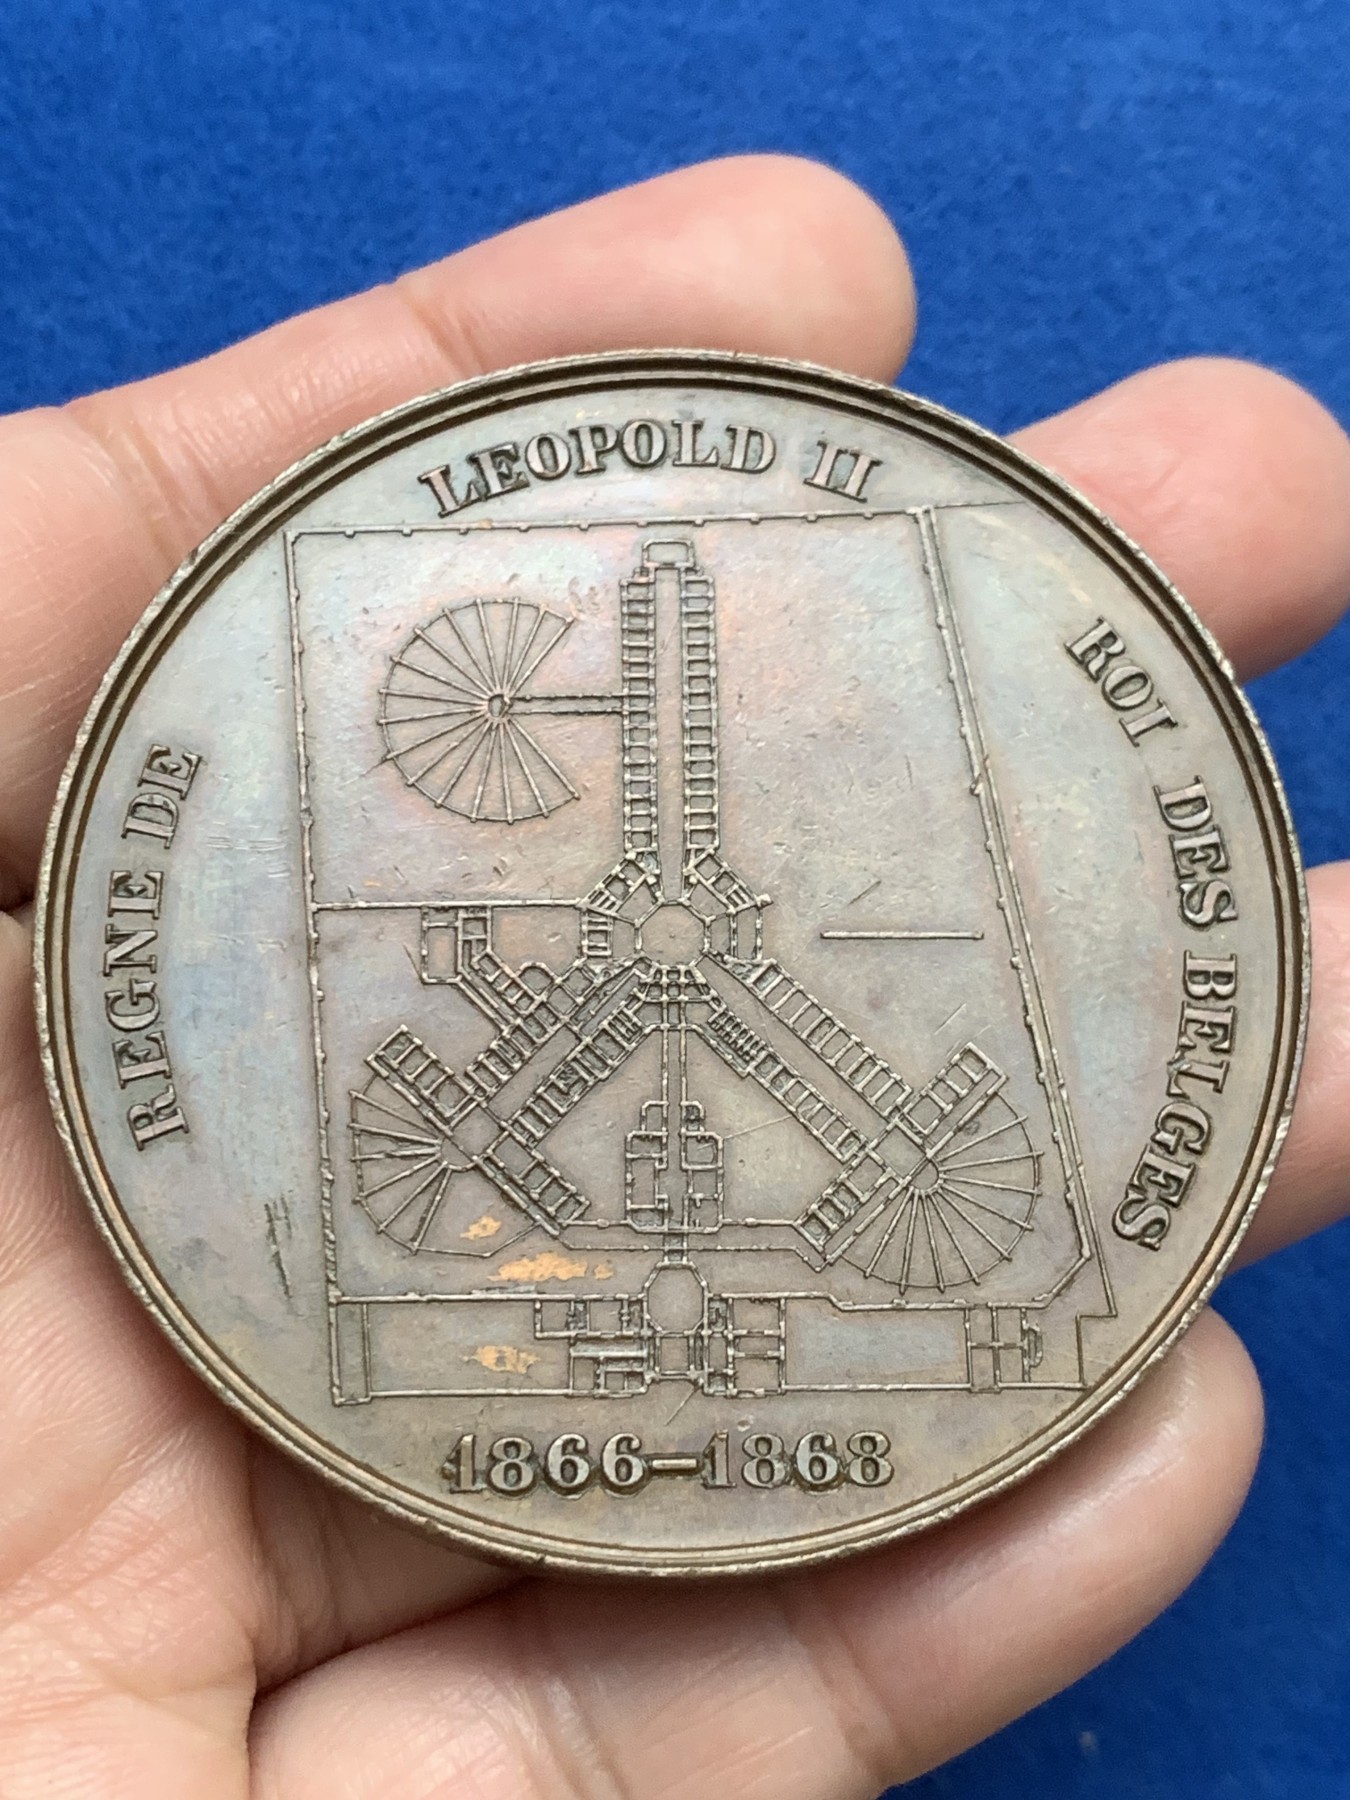 REGNE DE LEOPOLD II ROI DES BELGES
1866-1868